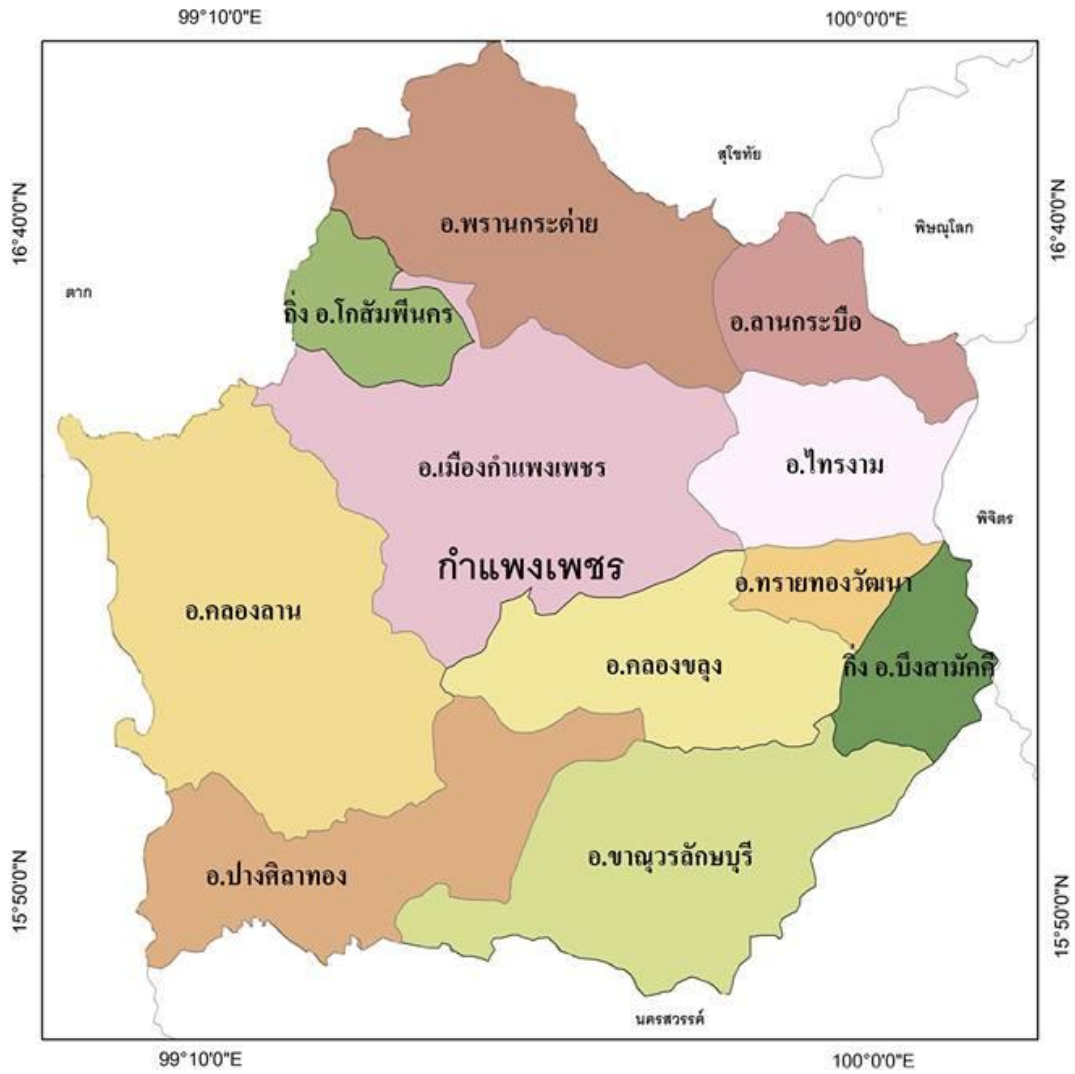 99°10'0"E
100°0'0"E
สุโขทัย
16°40'0"N
16°40'0"N
อ.พรานกระต่าย
พิษณุโลก
ตาก
กิ่ง อ.โกสัมพีนคร
อ.ลานกระบือ
อ.เมืองกำแพงเพชร
อ.ไทรงาม
พิจิตร
กำแพงเพชร
อ.ทรายทองวัฒนา
อ.คลองลาน
อ.คลองขลุง
กิ่ง อ.บึงสามัคคี
อ.ขาณุวรลักษบุรี
อ.ปางศิลาทอง
15°50'0"N
15°50'0"N
นครสวรรค์
99°10'0"E
100°0'0"E